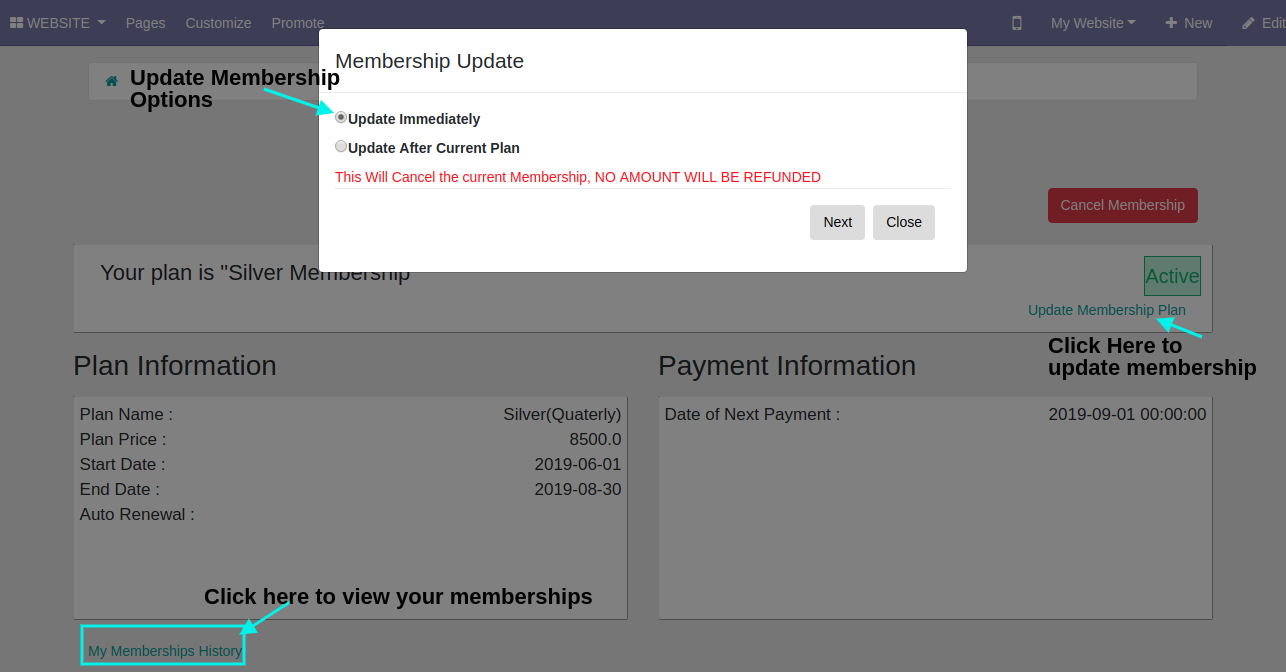 WEBSITE Pages Customize Promote My Website New Edit
Membership Update
Update Membership
Options
Update Immediately
Update After Current Plan
This Will Cancel the current Membership, NO AMOUNT WILL BE REFUNDED
Cancel Membership
Next Close
Your plan is "Silver Membership
Active
Update Membership Plan
Click Here to
update membership
Plan Information
Payment Information
Plan Name : Silver(Quaterly)
Plan Price : 8500.0
Start Date : 2019-06-01
End Date : 2019-08-30
Auto Renewal :
Date of Next Payment : 2019-09-01 00:00:00
Click here to view your memberships
My Memberships History